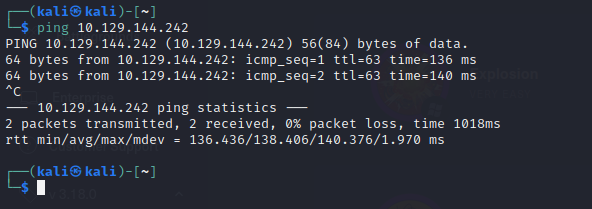 ┌──(kali㉿kali)-[~]
└─$ ping 10.129.144.242
PING 10.129.144.242 (10.129.144.242) 56(84) bytes of data.
64 bytes from 10.129.144.242: icmp_seq=1 ttl=63 time=136 ms
64 bytes from 10.129.144.242: icmp_seq=2 ttl=63 time=140 ms
^C
--- 10.129.144.242 ping statistics ---
2 packets transmitted, 2 received, 0% packet loss, time 1018ms
rtt min/avg/max/mdev = 136.436/138.406/140.376/1.970 ms
┌──(kali㉿kali)-[~]
└─$